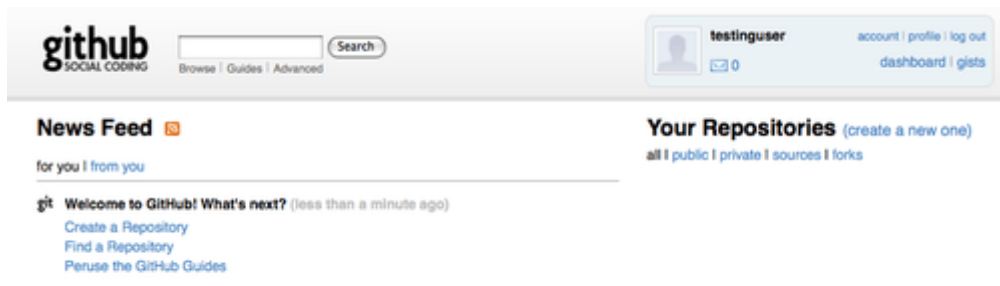 github
SOCIAL CODING
Search
Browse | Guides | Advanced
testinguser
account | profile | log out
0
dashboard | gists
News Feed
for you | from you
git Welcome to GitHub! What's next? (less than a minute ago)
Create a Repository
Find a Repository
Peruse the GitHub Guides
Your Repositories (create a new one)
all | public | private | sources | forks